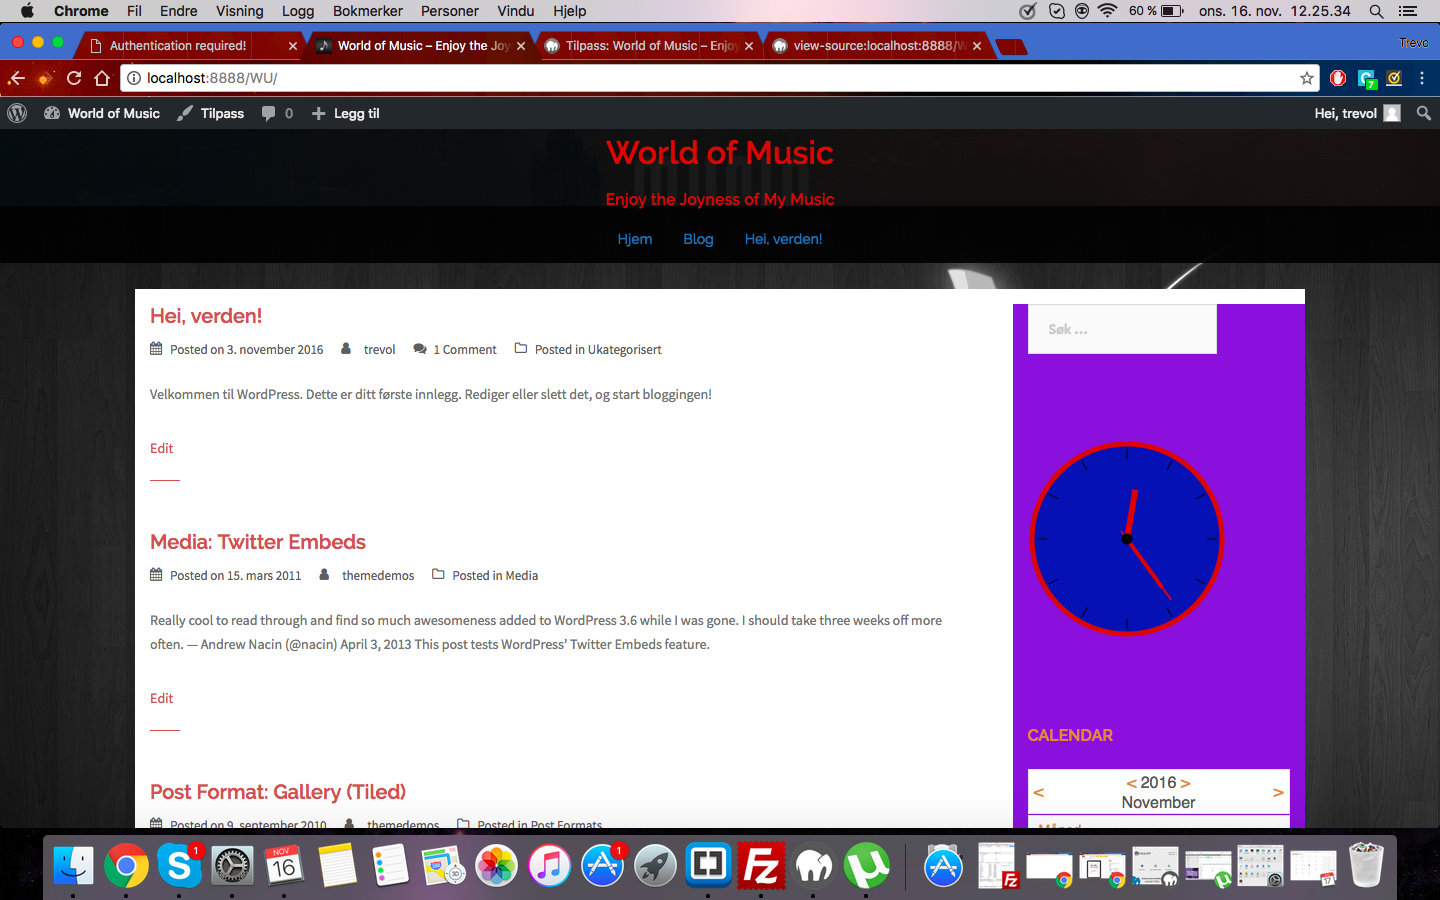 Chrome Fil Endre Visning Logg Bokmerker Personer Vindu Hjelp 60 % ons. 16. nov. 12.25.34
Authentication required! World of Music – Enjoy the Joy Tilpass: World of Music – Enjoy view-source:localhost:8888/W Trevo
localhost:8888/WU/ 7
World of Music Tilpass 0 Legg til Hei, trevol
World of Music
Enjoy the Joyness of My Music
Hjem Blog Hei, verden!
Hei, verden!
Posted on 3. november 2016 trevol 1 Comment Posted in Ukategorisert
Velkommen til WordPress. Dette er ditt første innlegg. Rediger eller slett det, og start bloggingen!
Edit
Media: Twitter Embeds
Posted on 15. mars 2011 themedemos Posted in Media
Really cool to read through and find so much awesomeness added to WordPress 3.6 while I was gone. I should take three weeks off more
often. — Andrew Nacin (@nacin) April 3, 2013 This post tests WordPress’ Twitter Embeds feature.
Edit
Post Format: Gallery (Tiled)
Posted on 9. september 2010 themedemos Posted in Post Formats
Søk ...
CALENDAR
< 2016 >
< November >
Måned
1 NOV 16 3D 1 17